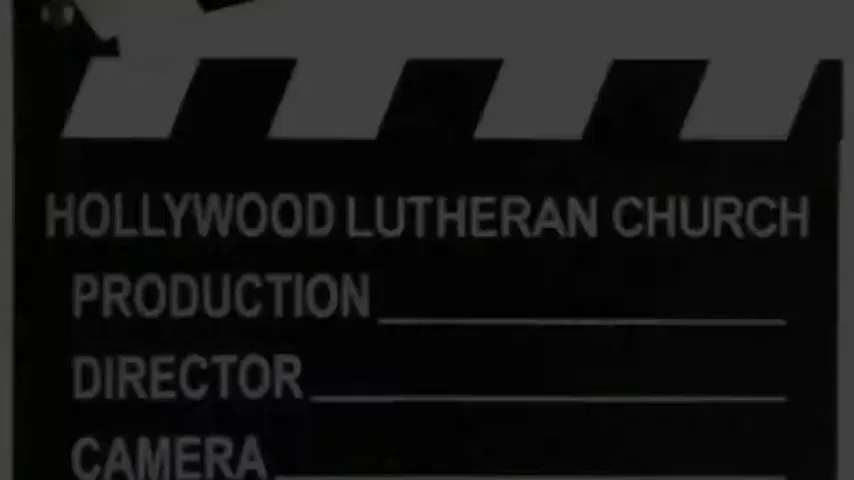 HOLLYWOOD LUTHERAN CHURCH
PRODUCTION
DIRECTOR
CAMERA